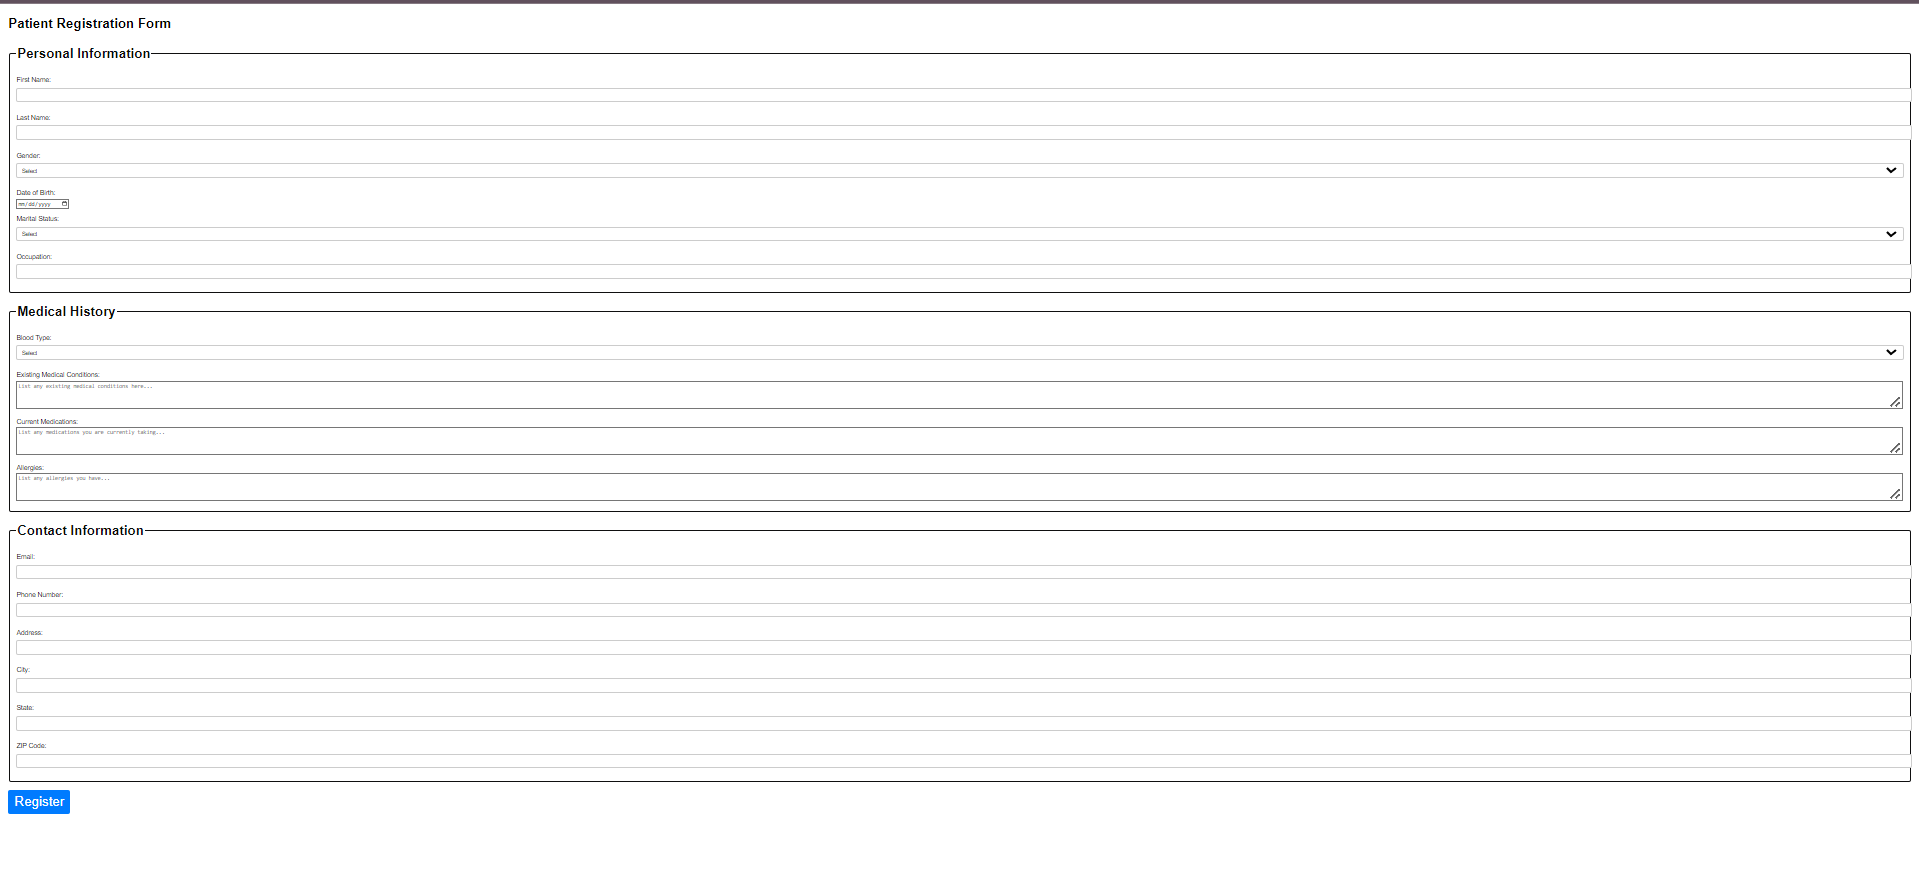 Patient Registration Form
Personal Information
First Name:
Last Name:
Gender:
Select
Date of Birth:
mm/dd/yyyy
Marital Status:
Select
Occupation:
Medical History
Blood Type:
Select
Existing Medical Conditions:
List any existing medical conditions here...
Current Medications:
List any medications you are currently taking...
Allergies:
List any allergies you have...
Contact Information
Email:
Phone Number:
Address:
City:
State:
ZIP Code:
Register